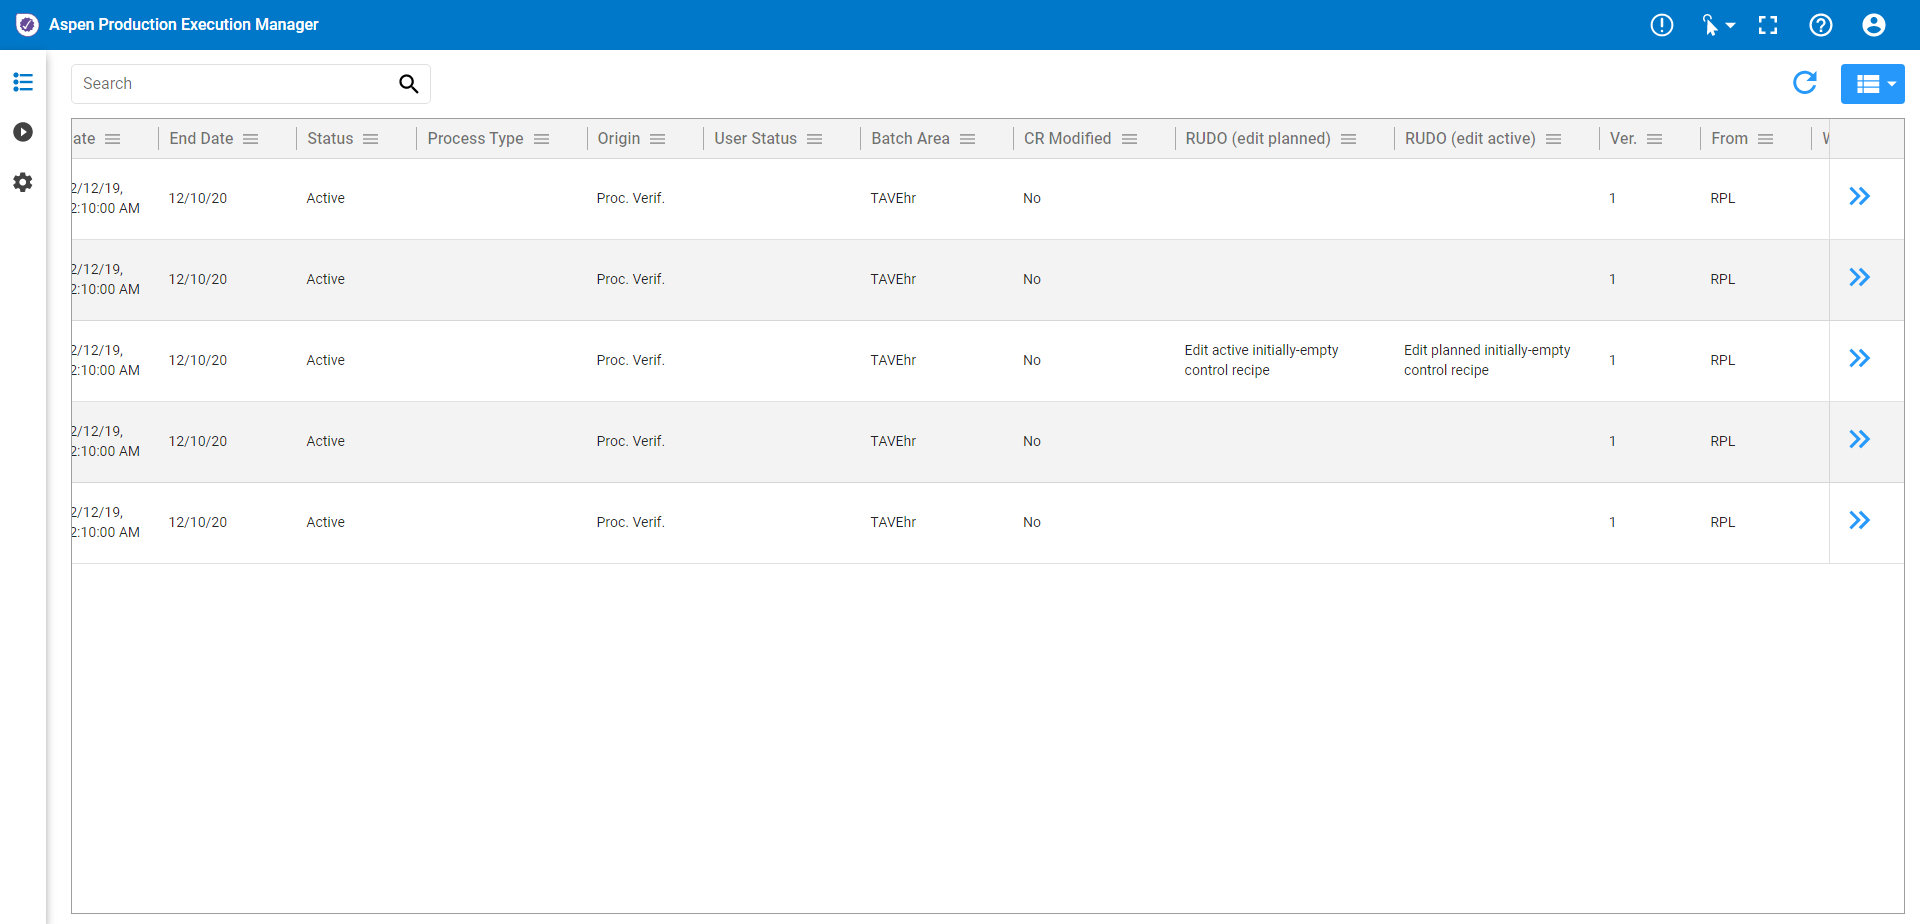 Aspen Production Execution Manager
Search
ate End Date Status Process Type Origin User Status Batch Area CR Modified RUDO (edit planned) RUDO (edit active) Ver. From
2/12/19,
2:10:00 AM 12/10/20 Active Proc. Verif. TAVEhr No 1 RPL
2/12/19,
2:10:00 AM 12/10/20 Active Proc. Verif. TAVEhr No 1 RPL
2/12/19,
2:10:00 AM 12/10/20 Active Proc. Verif. TAVEhr No Edit active initially-empty
control recipe Edit planned initially-empty
control recipe 1 RPL
2/12/19,
2:10:00 AM 12/10/20 Active Proc. Verif. TAVEhr No 1 RPL
2/12/19,
2:10:00 AM 12/10/20 Active Proc. Verif. TAVEhr No 1 RPL